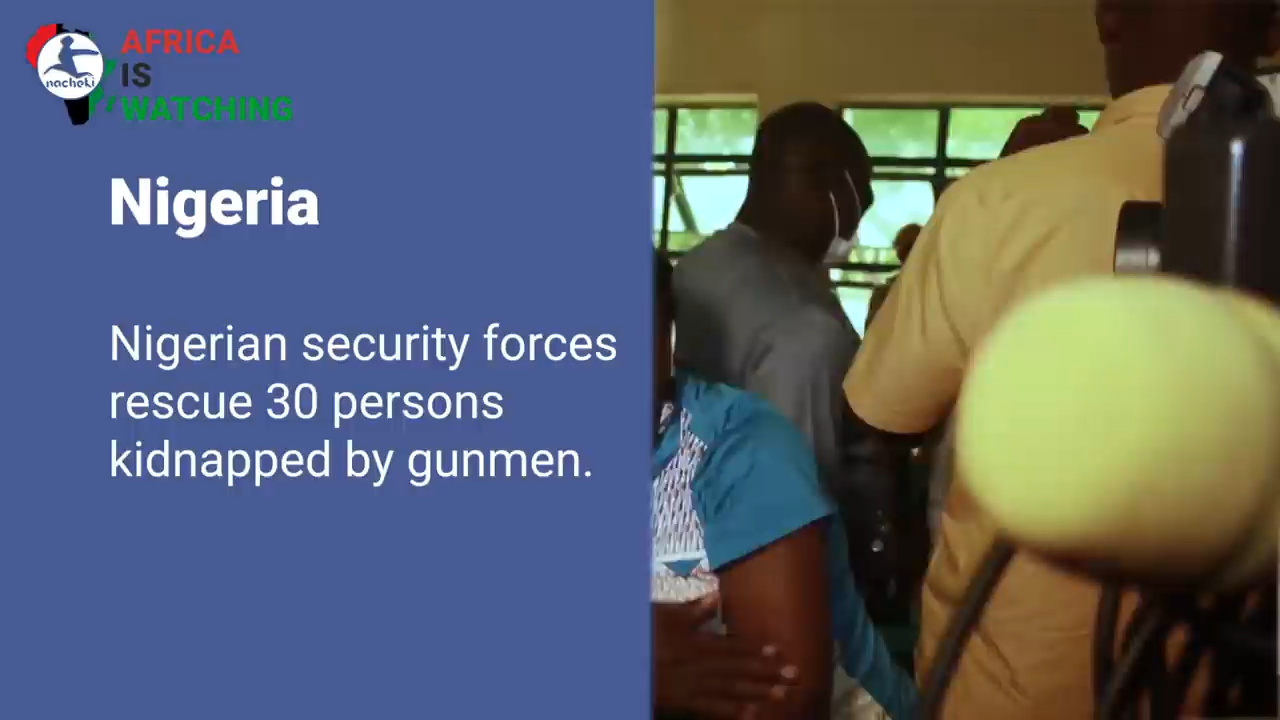 nacheki
AFRICA
IS
WATCHING
Nigeria
Nigerian security forces
rescue 30 persons
kidnapped by gunmen.